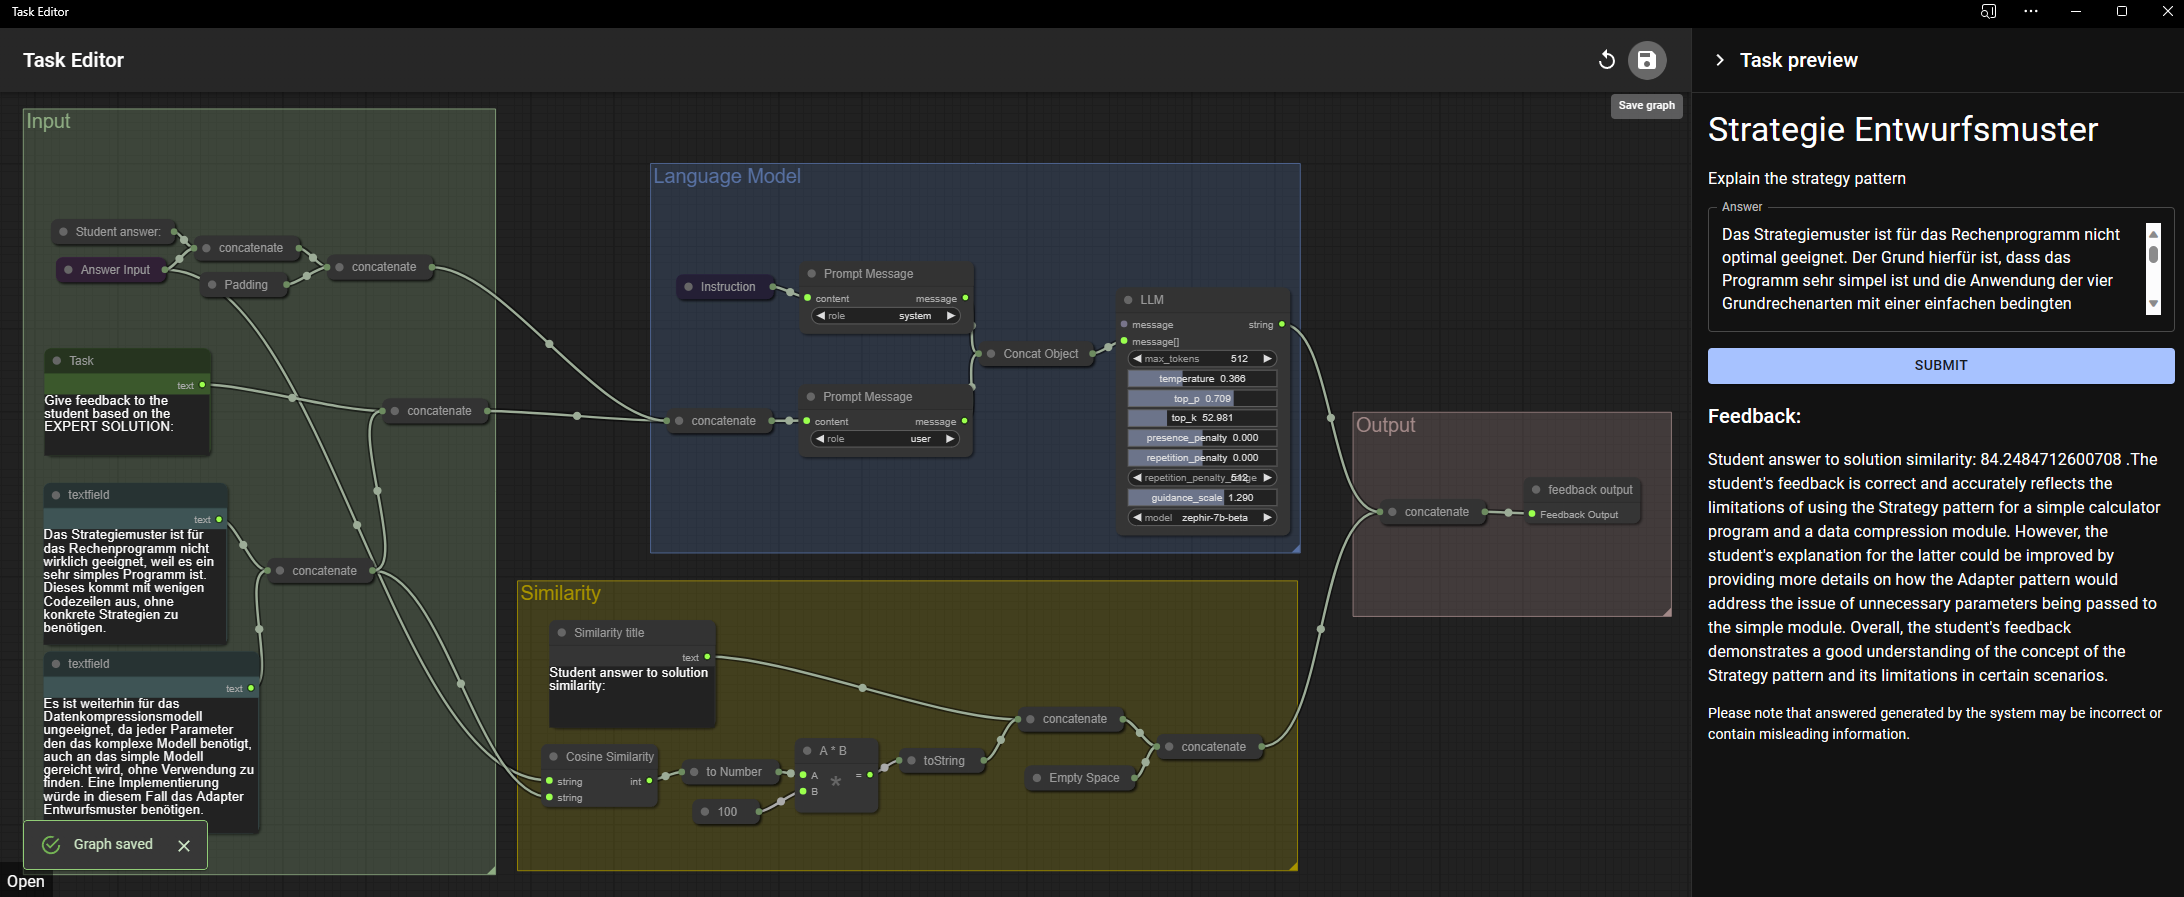 Task Editor
Task Editor
Save graph
Input
Student answer:
concatenate
Answer Input
Padding
concatenate
Task
text
Give feedback to the
student based on the
EXPERT SOLUTION:
concatenate
textfield
text
Das Strategiemuster ist für
das Rechenprogramm nicht
wirklich geeignet, weil es ein
sehr simples Programm ist.
Dieses kommt mit wenigen
Codezeilen aus, ohne
konkrete Strategien zu
benötigen.
concatenate
textfield
text
Es ist weiterhin für das
Datenkompressionsmodell
ungeeignet, da jeder Parameter
den das komplexe Modell benötigt,
auch an das simple Modell
gereicht wird, ohne Verwendung zu
finden. Eine Implementierung
würde in diesem Fall das Adapter
Entwurfsmuster benötigen.
Graph saved
Open
Language Model
Instruction
Prompt Message
content message
role system
concatenate
Prompt Message
content message
role user
Concat Object
LLM
message string
message[]
max_tokens 512
temperature 0.366
top_p 0.709
top_k 52.981
presence_penalty 0.000
repetition_penalty 0.000
repetition_penalty_range 512
guidance_scale 1.290
model zephir-7b-beta
Similarity
Similarity title
text
Student answer to solution
similarity:
Cosine Similarity
string int
string
to Number
100
A * B
A =
*
B
toString
concatenate
Empty Space
concatenate
Output
concatenate
feedback output
Feedback Output
Task preview
Strategie Entwurfsmuster
Explain the strategy pattern
Answer
Das Strategiemuster ist für das Rechenprogramm nicht
optimal geeignet. Der Grund hierfür ist, dass das
Programm sehr simpel ist und die Anwendung der vier
Grundrechenarten mit einer einfachen bedingten
SUBMIT
Feedback:
Student answer to solution similarity: 84.2484712600708 .The
student's feedback is correct and accurately reflects the
limitations of using the Strategy pattern for a simple calculator
program and a data compression module. However, the
student's explanation for the latter could be improved by
providing more details on how the Adapter pattern would
address the issue of unnecessary parameters being passed to
the simple module. Overall, the student's feedback
demonstrates a good understanding of the concept of the
Strategy pattern and its limitations in certain scenarios.
Please note that answered generated by the system may be incorrect or
contain misleading information.